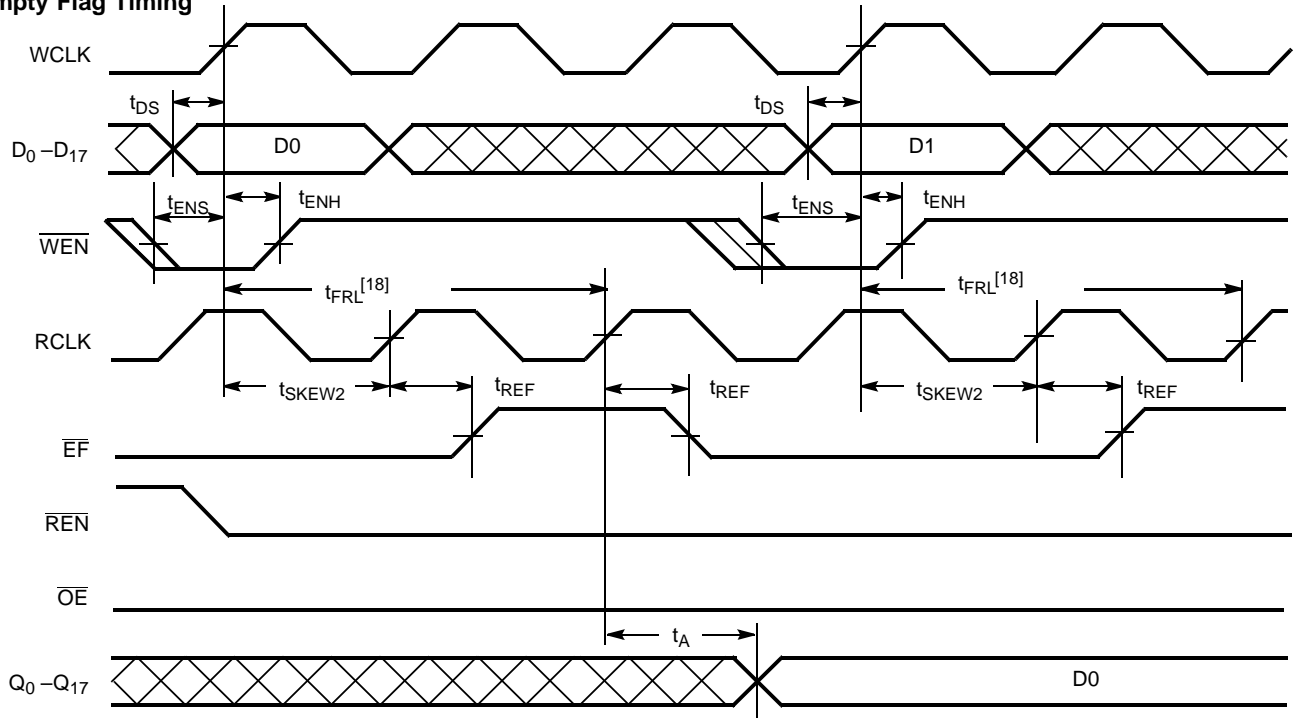 mpty Flag Timing
WCLK
tDS
tDS
D0 –D17
D0
D1
tENS
tENH
tENS
tENH
WEN
tFRL[18]
tFRL[18]
RCLK
tSKEW2
tREF
tREF
tSKEW2
tREF
EF
REN
OE
tA
Q0 –Q17
D0